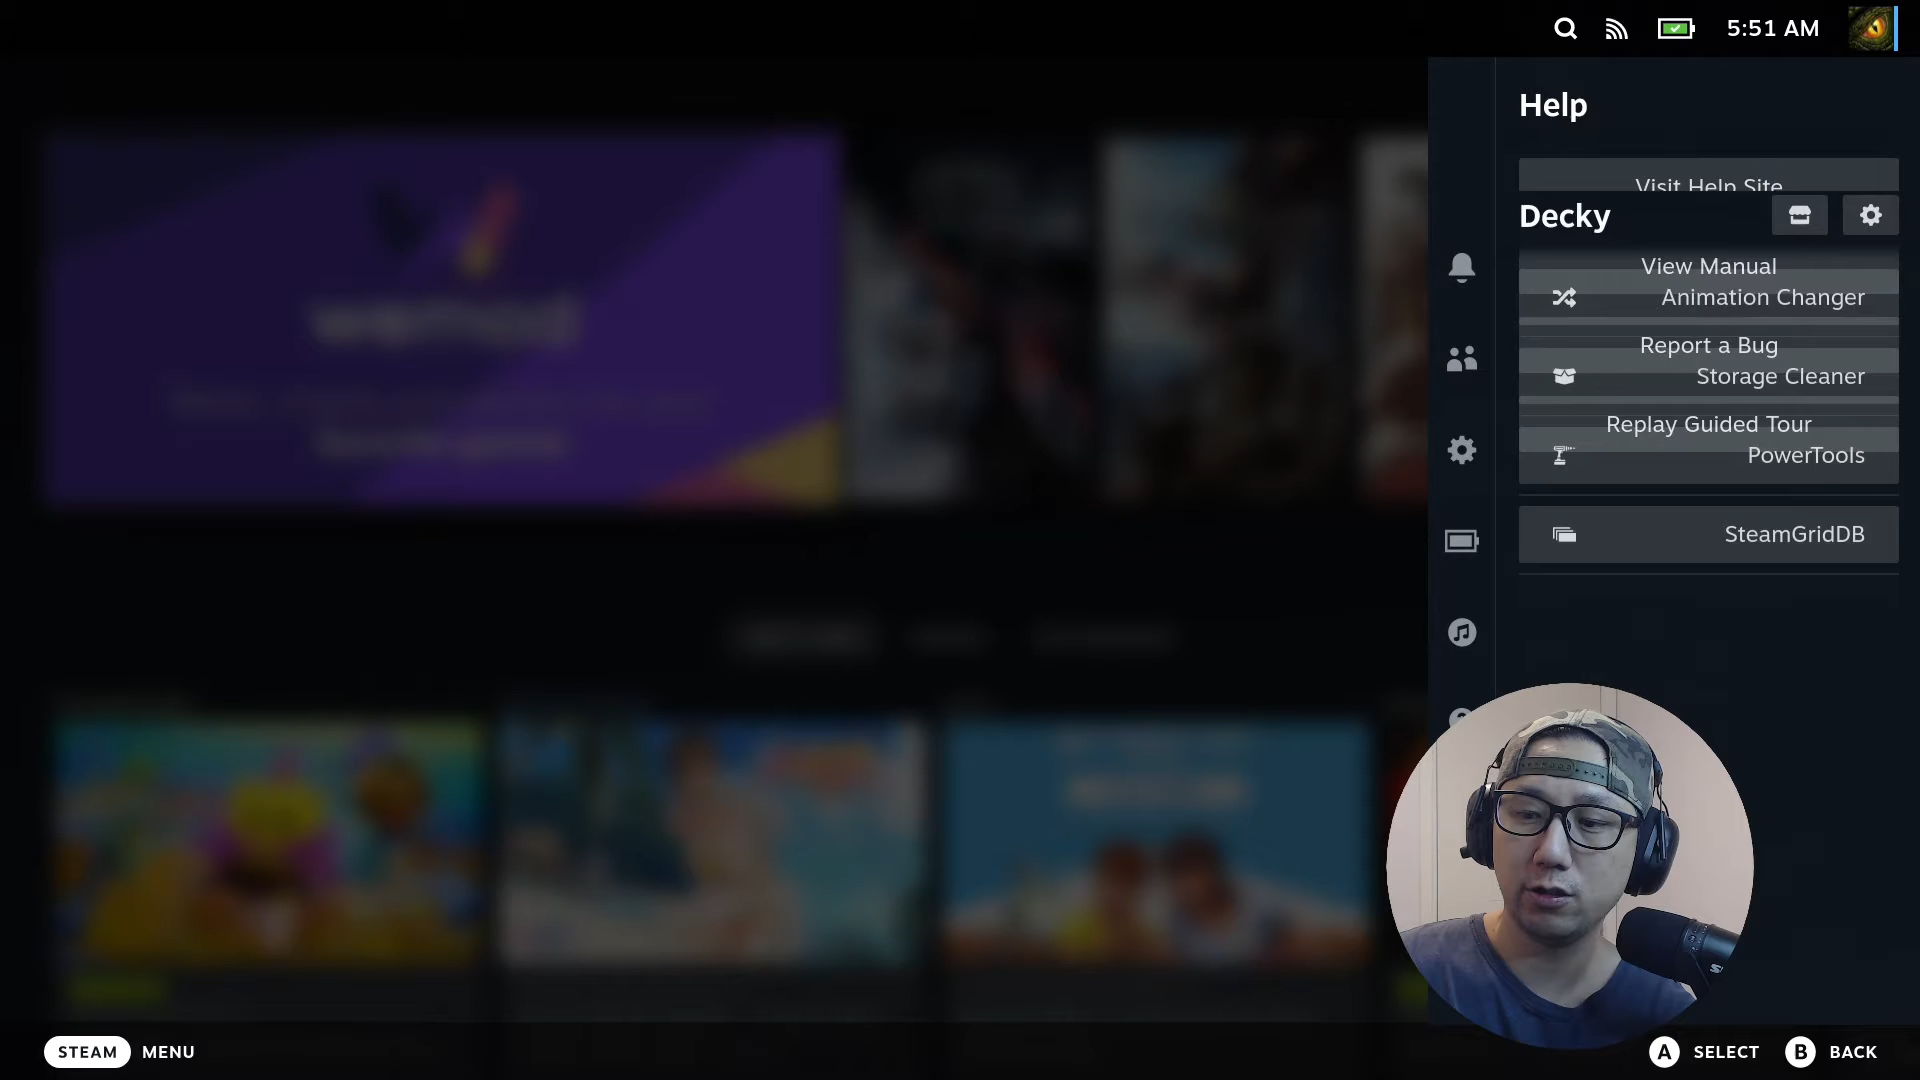 5:51 AM
Help
Visit Help Site
Decky
View Manual
Animation Changer
Report a Bug
Storage Cleaner
Replay Guided Tour
PowerTools
SteamGridDB
STEAM MENU
A SELECT B BACK